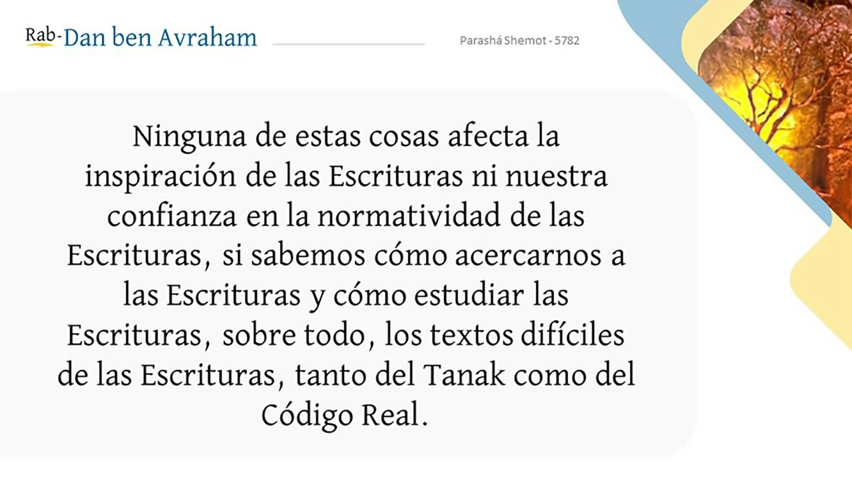 Rab-Dan ben Avraham
Parashá Shemot - 5782
Ninguna de estas cosas afecta la
inspiración de las Escrituras ni nuestra
confianza en la normatividad de las
Escrituras, si sabemos cómo acercarnos a
las Escrituras y cómo estudiar las
Escrituras, sobre todo, los textos difíciles
de las Escrituras, tanto del Tanak como del
Código Real.